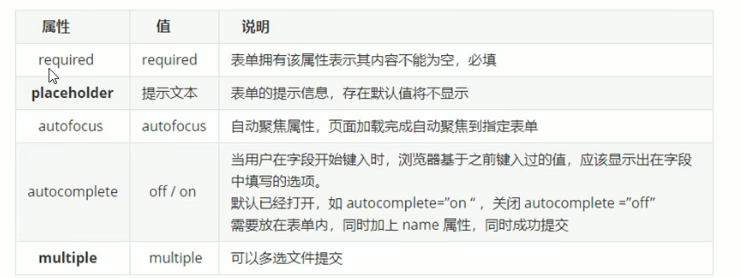 属性 值 说明
required required 表单拥有该属性表示其内容不能为空，必填
placeholder 提示文本 表单的提示信息，存在默认值将不显示
autofocus autofocus 自动聚焦属性，页面加载完成自动聚焦到指定表单
autocomplete off / on 当用户在字段开始键入时，浏览器基于之前键入过的值，应该显示出在字段
中填写的选项。
默认已经打开，如 autocomplete="on “ ，关闭 autocomplete ="off”
需要放在表单内，同时加上 name 属性，同时成功提交
multiple multiple 可以多选文件提交